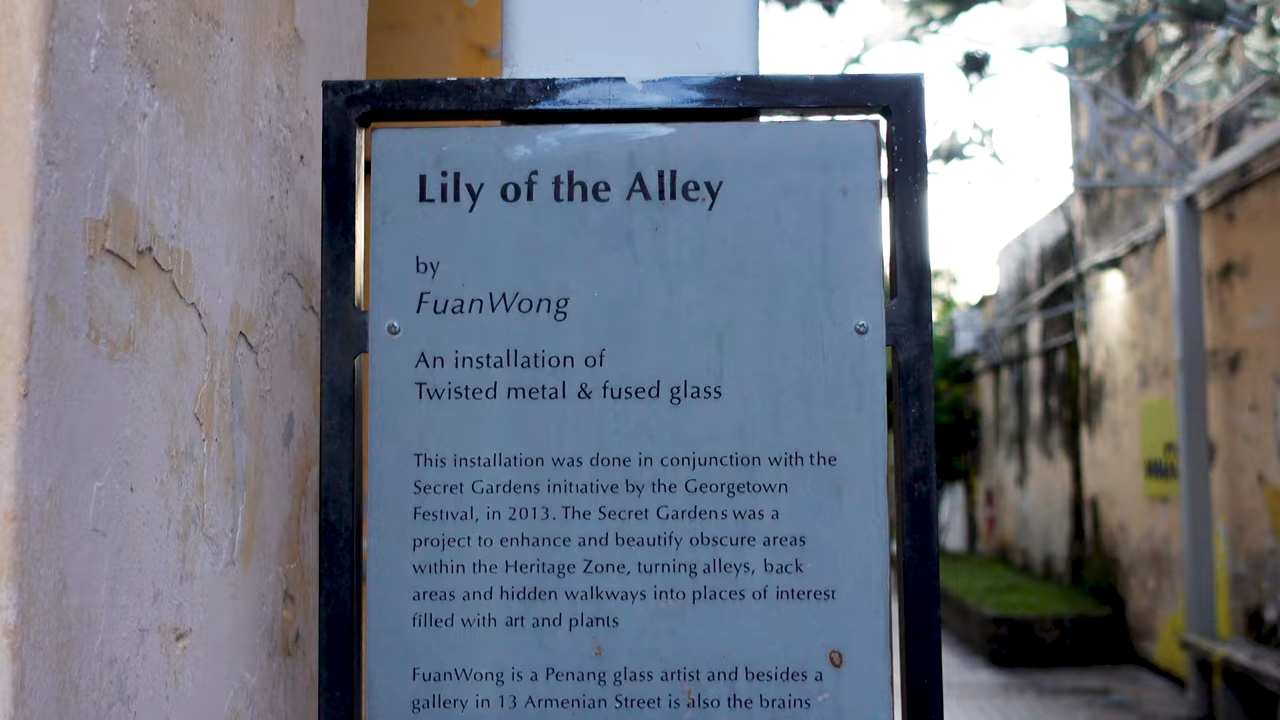 Lily of the Alley
by
FuanWong
An installation of
Twisted metal & fused glass
This installation was done in conjunction with the
Secret Gardens initiative by the Georgetown
Festival, in 2013. The Secret Gardens was a
project to enhance and beautify obscure areas
within the Heritage Zone, turning alleys, back
areas and hidden walkways into places of interest
filled with art and plants
FuanWong is a Penang glass artist and besides a
gallery in 13 Armenian Street is also the brains